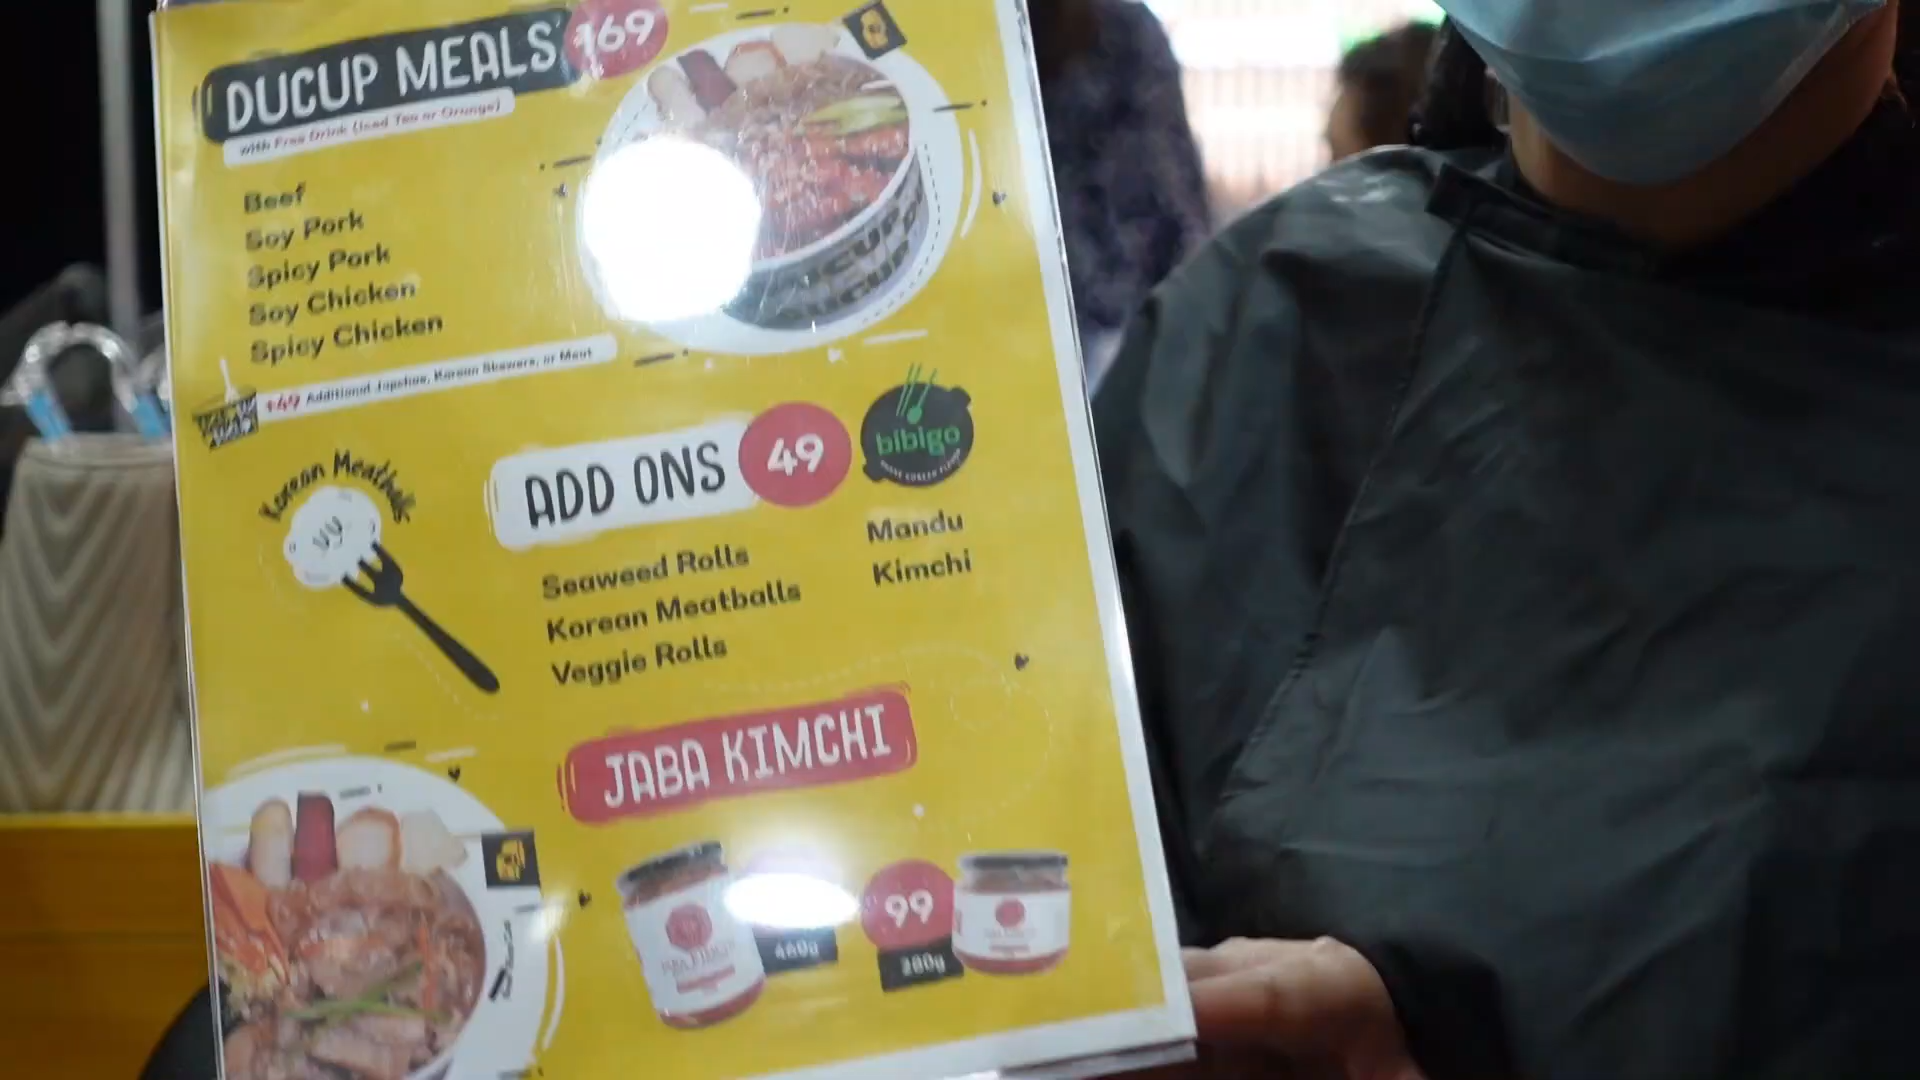 DUCUP MEALS 169
with Free Drink (Iced Tea or Orange)
Beef
Soy Pork
Spicy Pork
Soy Chicken
Spicy Chicken
+49 Additional Japchae, Korean Skewers, or Meat
Korean Meatballs
ADD ONS 49
bibigo
Seaweed Rolls
Korean Meatballs
Veggie Rolls
Mandu
Kimchi
JABA KIMCHI
460g
99
280g
DUCUP